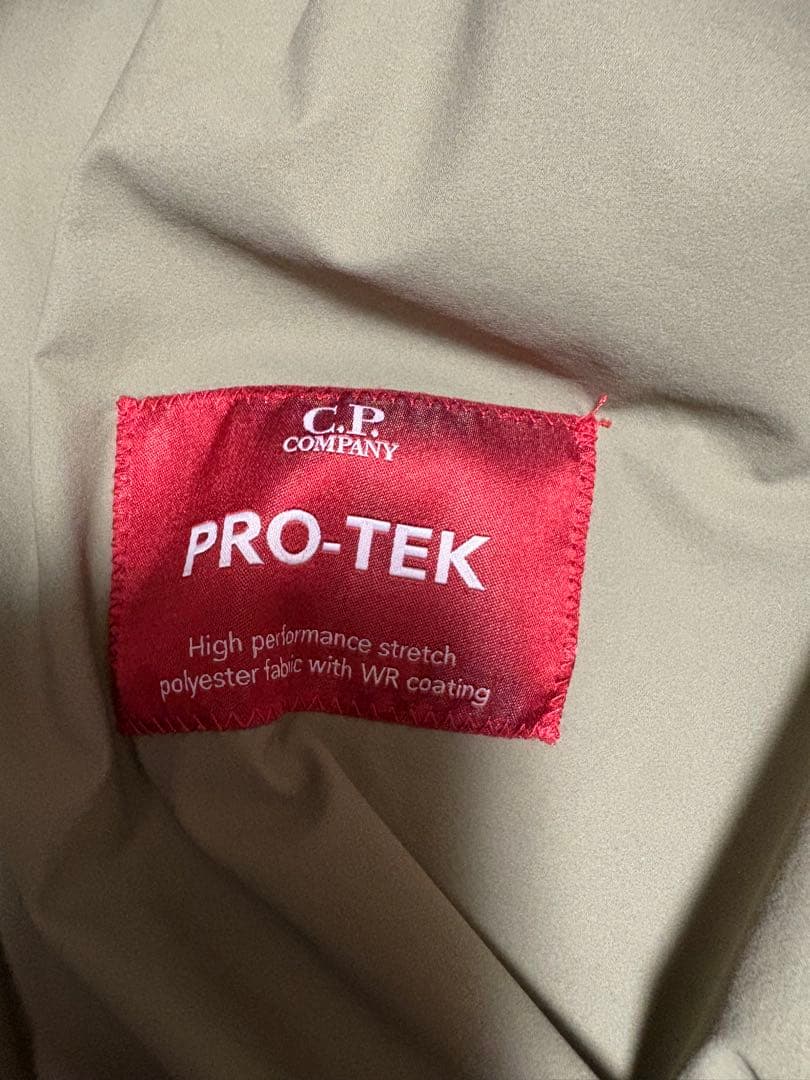 C.P.
COMPANY
PRO-TEK
High performance stretch
polyester fabric with WR coating